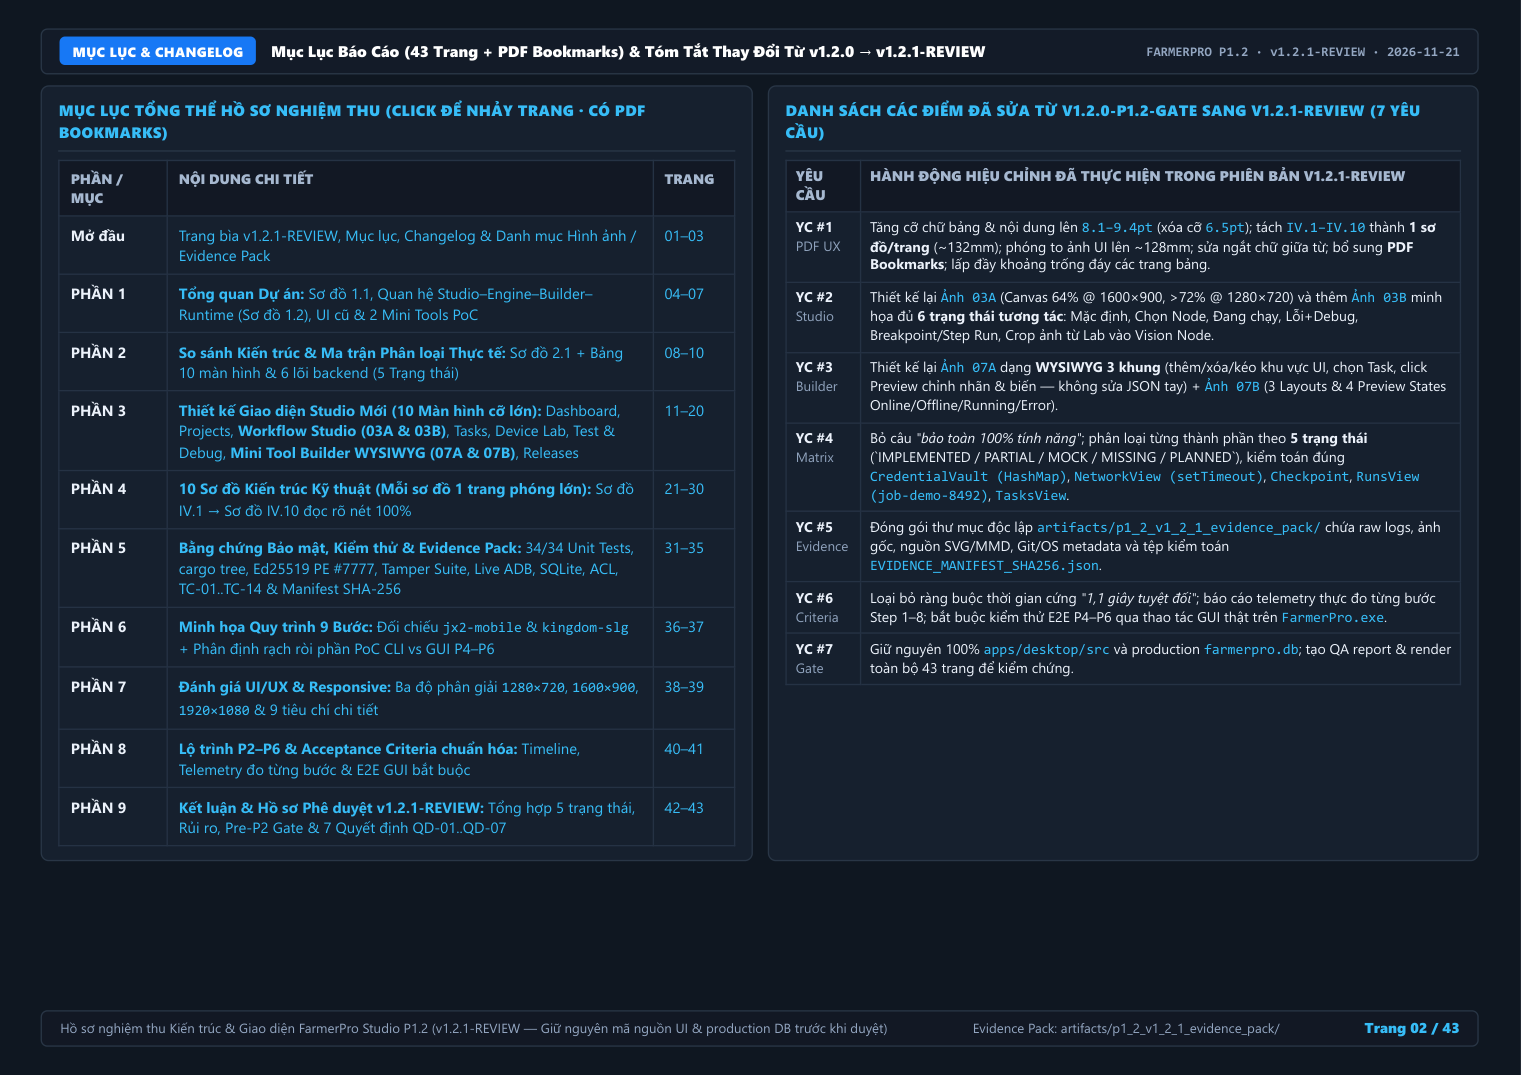 MỤC LỤC & CHANGELOG
Mục Lục Báo Cáo (43 Trang + PDF Bookmarks) & Tóm Tắt Thay Đổi Từ v1.2.0 → v1.2.1-REVIEW
FARMERPRO P1.2 · v1.2.1-REVIEW · 2026-11-21
MỤC LỤC TỔNG THỂ HỒ SƠ NGHIỆM THU (CLICK ĐỂ NHẢY TRANG · CÓ PDF
BOOKMARKS)
PHẦN /
MỤC
NỘI DUNG CHI TIẾT
TRANG
Mở đầu
Trang bìa v1.2.1-REVIEW, Mục lục, Changelog & Danh mục Hình ảnh /
Evidence Pack
01–03
PHẦN 1
Tổng quan Dự án: Sơ đồ 1.1, Quan hệ Studio–Engine–Builder–
Runtime (Sơ đồ 1.2), UI cũ & 2 Mini Tools PoC
04–07
PHẦN 2
So sánh Kiến trúc & Ma trận Phân loại Thực tế: Sơ đồ 2.1 + Bảng
10 màn hình & 6 lõi backend (5 Trạng thái)
08–10
PHẦN 3
Thiết kế Giao diện Studio Mới (10 Màn hình cỡ lớn): Dashboard,
Projects, Workflow Studio (03A & 03B), Tasks, Device Lab, Test &
Debug, Mini Tool Builder WYSIWYG (07A & 07B), Releases
11–20
PHẦN 4
10 Sơ đồ Kiến trúc Kỹ thuật (Mỗi sơ đồ 1 trang phóng lớn): Sơ đồ
IV.1 → Sơ đồ IV.10 đọc rõ nét 100%
21–30
PHẦN 5
Bằng chứng Bảo mật, Kiểm thử & Evidence Pack: 34/34 Unit Tests,
cargo tree, Ed25519 PE #7777, Tamper Suite, Live ADB, SQLite, ACL,
TC-01..TC-14 & Manifest SHA-256
31–35
PHẦN 6
Minh họa Quy trình 9 Bước: Đối chiếu jx2-mobile & kingdom-slg
+ Phân định rạch ròi phần PoC CLI vs GUI P4–P6
36–37
PHẦN 7
Đánh giá UI/UX & Responsive: Ba độ phân giải 1280×720, 1600×900,
1920×1080 & 9 tiêu chí chi tiết
38–39
PHẦN 8
Lộ trình P2–P6 & Acceptance Criteria chuẩn hóa: Timeline,
Telemetry đo từng bước & E2E GUI bắt buộc
40–41
PHẦN 9
Kết luận & Hồ sơ Phê duyệt v1.2.1-REVIEW: Tổng hợp 5 trạng thái,
Rủi ro, Pre-P2 Gate & 7 Quyết định QD-01..QD-07
42–43
DANH SÁCH CÁC ĐIỂM ĐÃ SỬA TỪ V1.2.0-P1.2-GATE SANG V1.2.1-REVIEW (7 YÊU
CẦU)
YÊU
CẦU
HÀNH ĐỘNG HIỆU CHỈNH ĐÃ THỰC HIỆN TRONG PHIÊN BẢN V1.2.1-REVIEW
YC #1
PDF UX
Tăng cỡ chữ bảng & nội dung lên 8.1–9.4pt (xóa cỡ 6.5pt); tách IV.1–IV.10 thành 1 sơ
đồ/trang (~132mm); phóng to ảnh UI lên ~128mm; sửa ngắt chữ giữa từ; bổ sung PDF
Bookmarks; lấp đầy khoảng trống đáy các trang bảng.
YC #2
Studio
Thiết kế lại Ảnh 03A (Canvas 64% @ 1600×900, >72% @ 1280×720) và thêm Ảnh 03B minh
họa đủ 6 trạng thái tương tác: Mặc định, Chọn Node, Đang chạy, Lỗi+Debug,
Breakpoint/Step Run, Crop ảnh từ Lab vào Vision Node.
YC #3
Builder
Thiết kế lại Ảnh 07A dạng WYSIWYG 3 khung (thêm/xóa/kéo khu vực UI, chọn Task, click
Preview chỉnh nhãn & biến — không sửa JSON tay) + Ảnh 07B (3 Layouts & 4 Preview States
Online/Offline/Running/Error).
YC #4
Matrix
Bỏ câu "bảo toàn 100% tính năng"; phân loại từng thành phần theo 5 trạng thái
(`IMPLEMENTED / PARTIAL / MOCK / MISSING / PLANNED`), kiểm toán đúng
CredentialVault (HashMap), NetworkView (setTimeout), Checkpoint, RunsView
(job-demo-8492), TasksView.
YC #5
Evidence
Đóng gói thư mục độc lập artifacts/p1_2_v1_2_1_evidence_pack/ chứa raw logs, ảnh
gốc, nguồn SVG/MMD, Git/OS metadata và tệp kiểm toán
EVIDENCE_MANIFEST_SHA256.json.
YC #6
Criteria
Loại bỏ ràng buộc thời gian cứng "1,1 giây tuyệt đối"; báo cáo telemetry thực đo từng bước
Step 1–8; bắt buộc kiểm thử E2E P4–P6 qua thao tác GUI thật trên FarmerPro.exe.
YC #7
Gate
Giữ nguyên 100% apps/desktop/src và production farmerpro.db; tạo QA report & render
toàn bộ 43 trang để kiểm chứng.
Hồ sơ nghiệm thu Kiến trúc & Giao diện FarmerPro Studio P1.2 (v1.2.1-REVIEW — Giữ nguyên mã nguồn UI & production DB trước khi duyệt)
Evidence Pack: artifacts/p1_2_v1_2_1_evidence_pack/
Trang 02 / 43